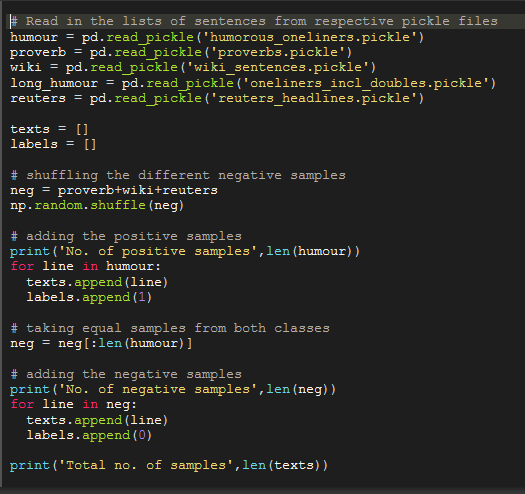 # Read in the lists of sentences from respective pickle files
humour = pd.read_pickle('humorous_oneliners.pickle')
proverb = pd.read_pickle('proverbs.pickle')
wiki = pd.read_pickle('wiki_sentences.pickle')
long_humour = pd.read_pickle('oneliners_incl_doubles.pickle')
reuters = pd.read_pickle('reuters_headlines.pickle')

texts = []
labels = []

# shuffling the different negative samples
neg = proverb+wiki+reuters
np.random.shuffle(neg)

# adding the positive samples
print('No. of positive samples',len(humour))
for line in humour:
  texts.append(line)
  labels.append(1)

# taking equal samples from both classes
neg = neg[:len(humour)]

# adding the negative samples
print('No. of negative samples',len(neg))
for line in neg:
  texts.append(line)
  labels.append(0)

print('Total no. of samples',len(texts))